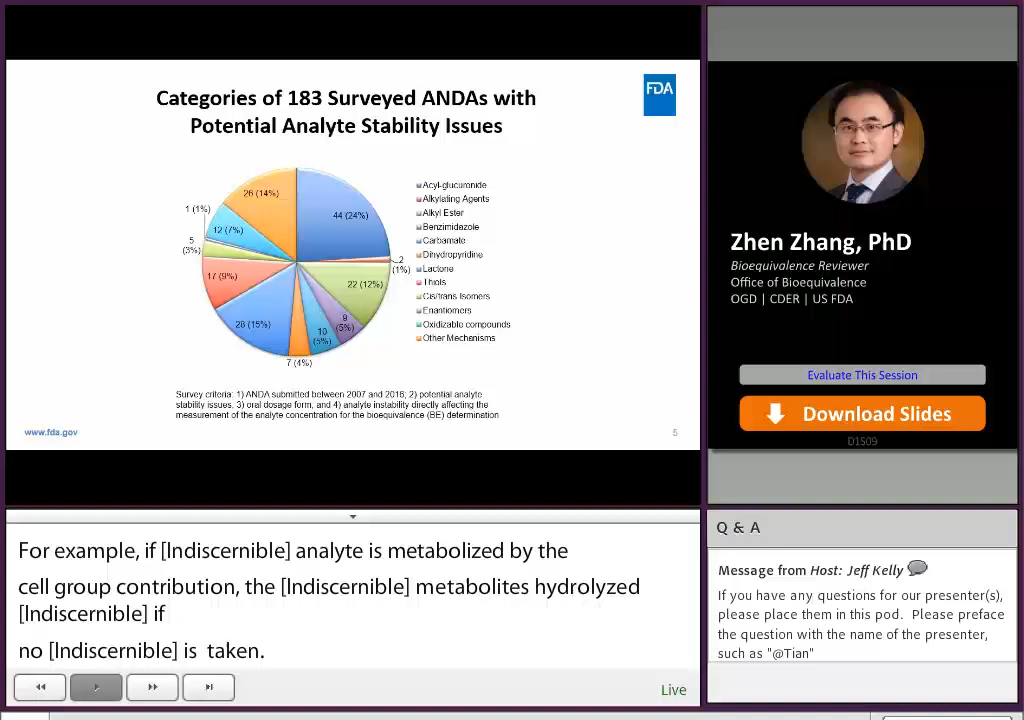 FDA
Categories of 183 Surveyed ANDAs with
Potential Analyte Stability Issues
44 (24%)
2
(1%)
22 (12%)
9
(5%)
10
(5%)
7 (4%)
28 (15%)
17 (9%)
5
(3%)
12 (7%)
1 (1%)
26 (14%)
Acyl-glucuronide
Alkylating Agents
Alkyl Ester
Benzimidazole
Carbamate
Dihydropyridine
Lactone
Thiols
Cis/trans Isomers
Enantiomers
Oxidizable compounds
Other Mechanisms
Survey criteria: 1) ANDA submitted between 2007 and 2016; 2) potential analyte
stability issues, 3) oral dosage form, and 4) analyte instability directly affecting the
measurement of the analyte concentration for the bioequivalence (BE) determination
www.fda.gov
5
Zhen Zhang, PhD
Bioequivalence Reviewer
Office of Bioequivalence
OGD | CDER | US FDA
Evaluate This Session
Download Slides
D1S09
For example, if [Indiscernible] analyte is metabolized by the
cell group contribution, the [Indiscernible] metabolites hydrolyzed
[Indiscernible] if
no [Indiscernible] is taken.
Live
Q & A
Message from Host: Jeff Kelly
If you have any questions for our presenter(s),
please place them in this pod. Please preface
the question with the name of the presenter,
such as "@Tian"